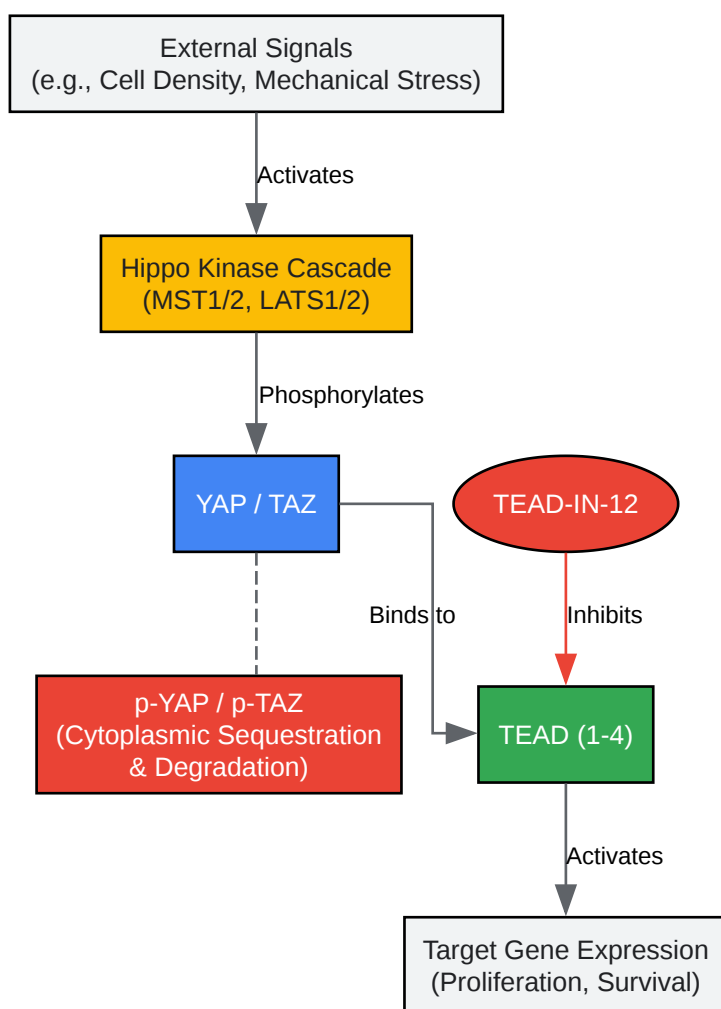 External Signals
(e.g., Cell Density, Mechanical Stress)
Activates
Hippo Kinase Cascade
(MST1/2, LATS1/2)
Phosphorylates
YAP / TAZ
TEAD-IN-12
Binds to
Inhibits
p-YAP / p-TAZ
(Cytoplasmic Sequestration
& Degradation)
TEAD (1-4)
Activates
Target Gene Expression
(Proliferation, Survival)